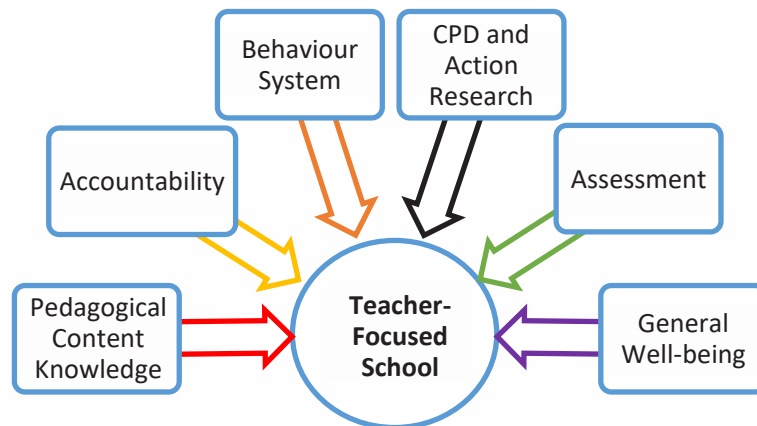 Behaviour
System
CPD and
Action
Research
Accountability
Assessment
Pedagogical
Content
Knowledge
Teacher-
Focused
School
General
Well-being